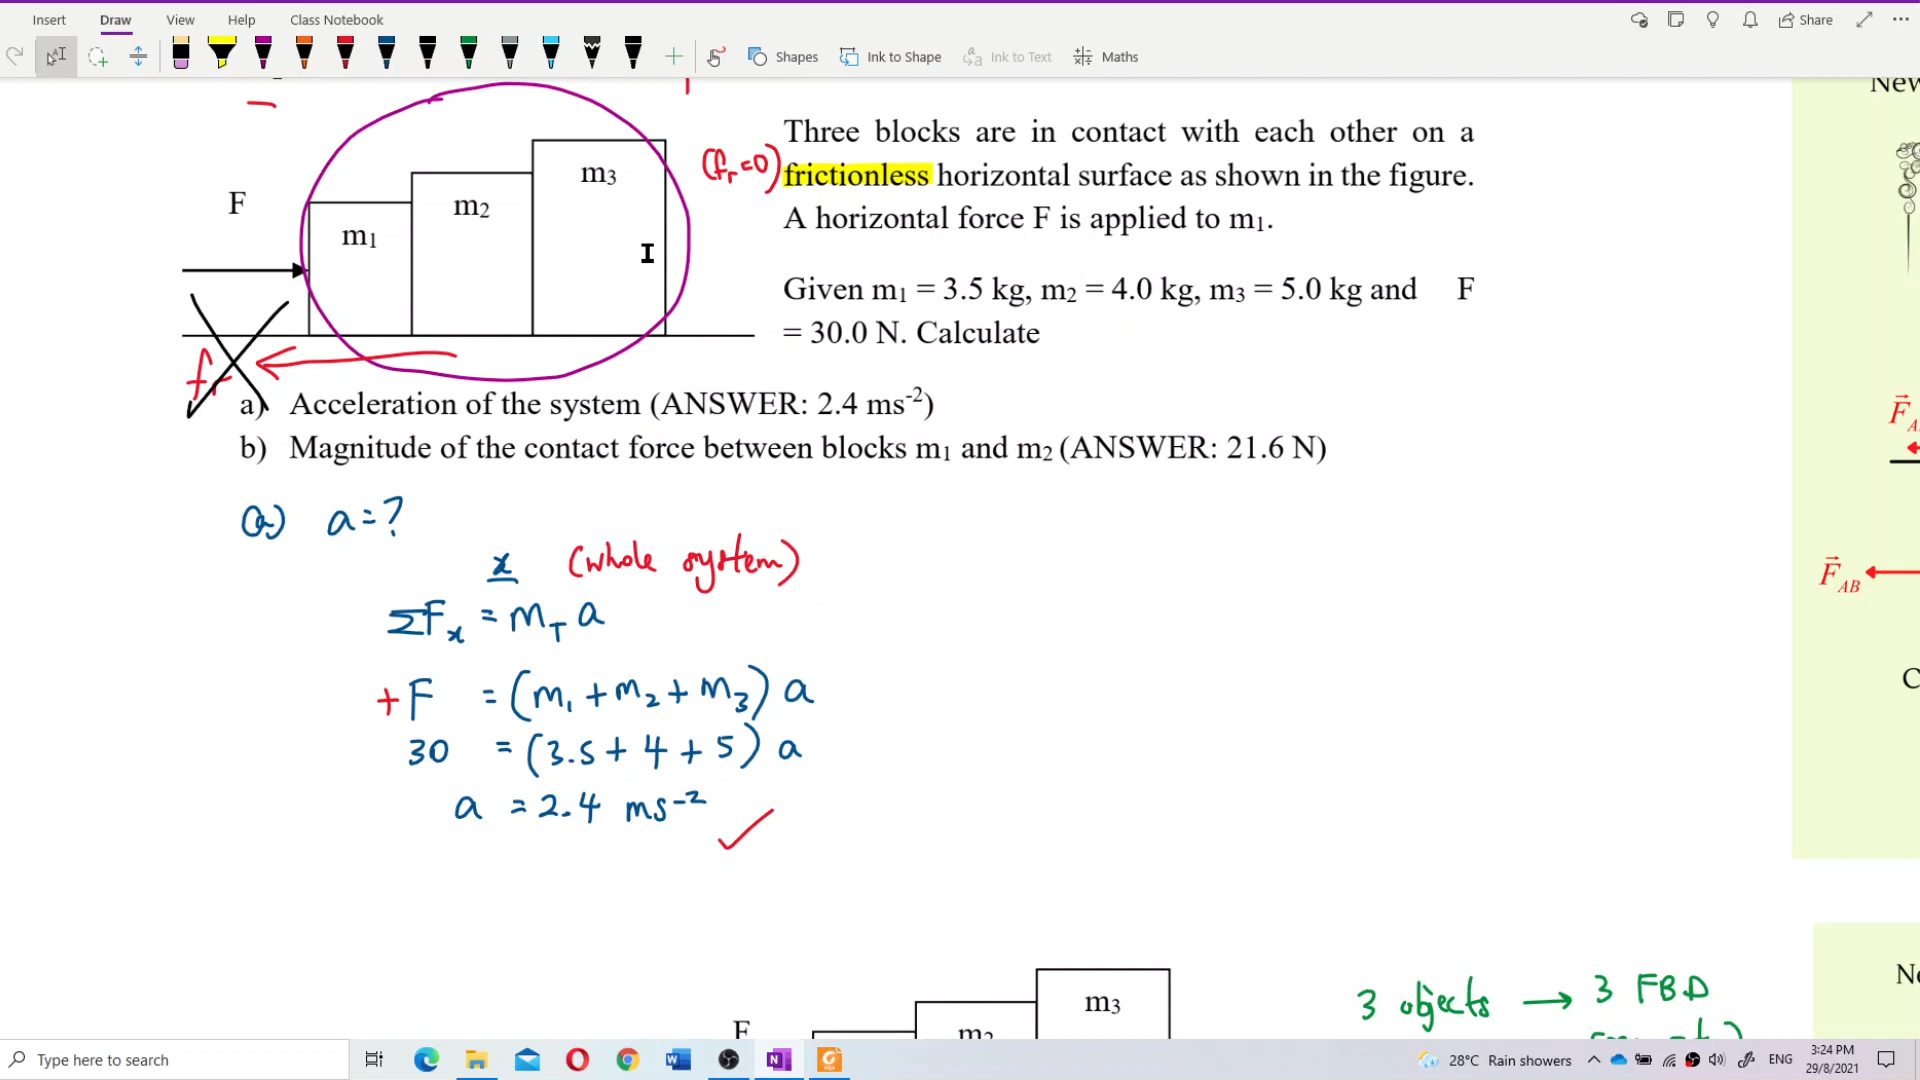 Insert Draw View Help Class Notebook Share
Shapes Ink to Shape Ink to Text Maths
New
Three blocks are in contact with each other on a
(fr=0) frictionless horizontal surface as shown in the figure.
A horizontal force F is applied to m1.
F m1 m2 m3
Given m1 = 3.5 kg, m2 = 4.0 kg, m3 = 5.0 kg and F
= 30.0 N. Calculate
fr
a) Acceleration of the system (ANSWER: 2.4 ms-2)
b) Magnitude of the contact force between blocks m1 and m2 (ANSWER: 21.6 N)
(a) a=?
x (whole system)
ΣFx = mT a
+F = (m1 + m2 + m3) a
30 = (3.5 + 4 + 5) a
a = 2.4 ms-2
F AB
F m2 m3
3 objects → 3 FBD
Type here to search
28°C Rain showers ENG
3:24 PM
29/8/2021